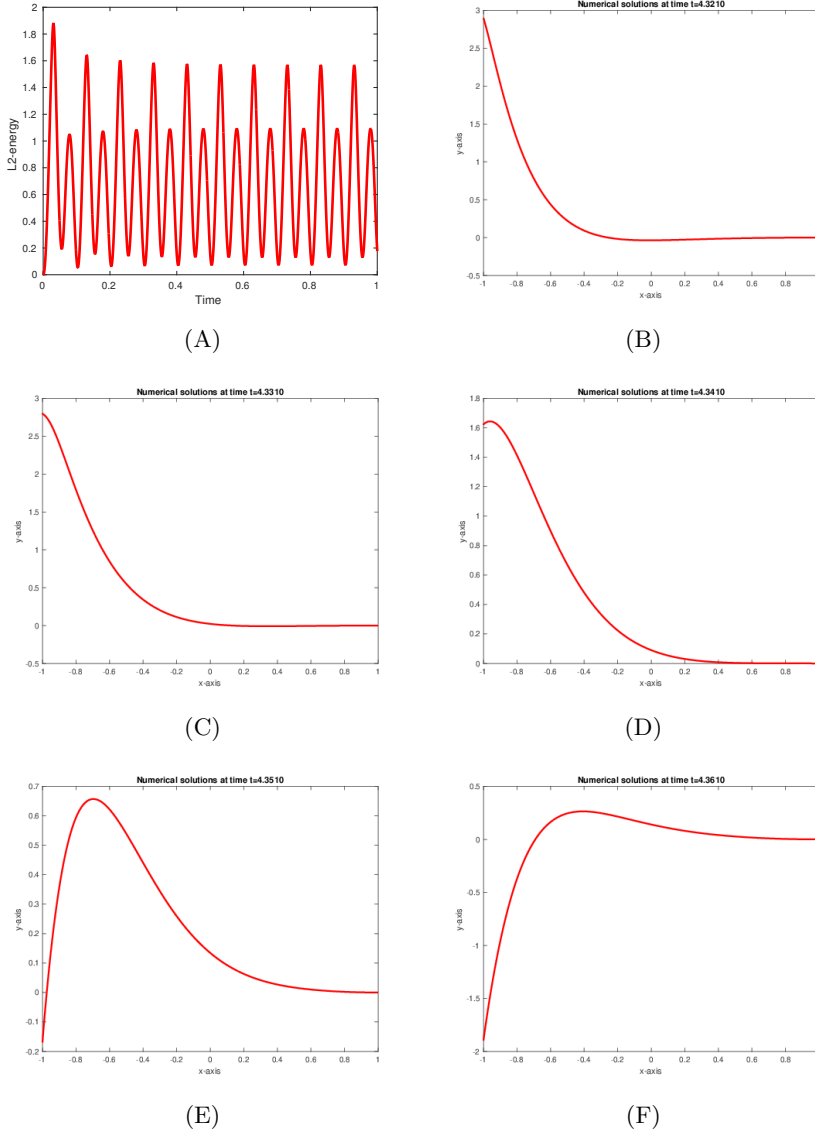 2
1.8
1.6
1.4
1.2
1
0.8
0.6
0.4
0.2
0
L2-energy
0 0.2 0.4 0.6 0.8 1
Time
(A)
Numerical solutions at time t=4.3210
3
2.5
2
1.5
1
0.5
0
-0.5
y-axis
-1 -0.8 -0.6 -0.4 -0.2 0 0.2 0.4 0.6 0.8
x-axis
(B)
Numerical solutions at time t=4.3310
3
2.5
2
1.5
1
0.5
0
-0.5
y-axis
-1 -0.8 -0.6 -0.4 -0.2 0 0.2 0.4 0.6 0.8 1
x-axis
(C)
Numerical solutions at time t=4.3410
1.8
1.6
1.4
1.2
1
0.8
0.6
0.4
0.2
0
y-axis
-1 -0.8 -0.6 -0.4 -0.2 0 0.2 0.4 0.6 0.8
x-axis
(D)
Numerical solutions at time t=4.3510
0.7
0.6
0.5
0.4
0.3
0.2
0.1
0
-0.1
-0.2
y-axis
-1 -0.8 -0.6 -0.4 -0.2 0 0.2 0.4 0.6 0.8 1
x-axis
(E)
Numerical solutions at time t=4.3610
0.5
0
-0.5
-1
-1.5
-2
y-axis
-1 -0.8 -0.6 -0.4 -0.2 0 0.2 0.4 0.6 0.8
x-axis
(F)